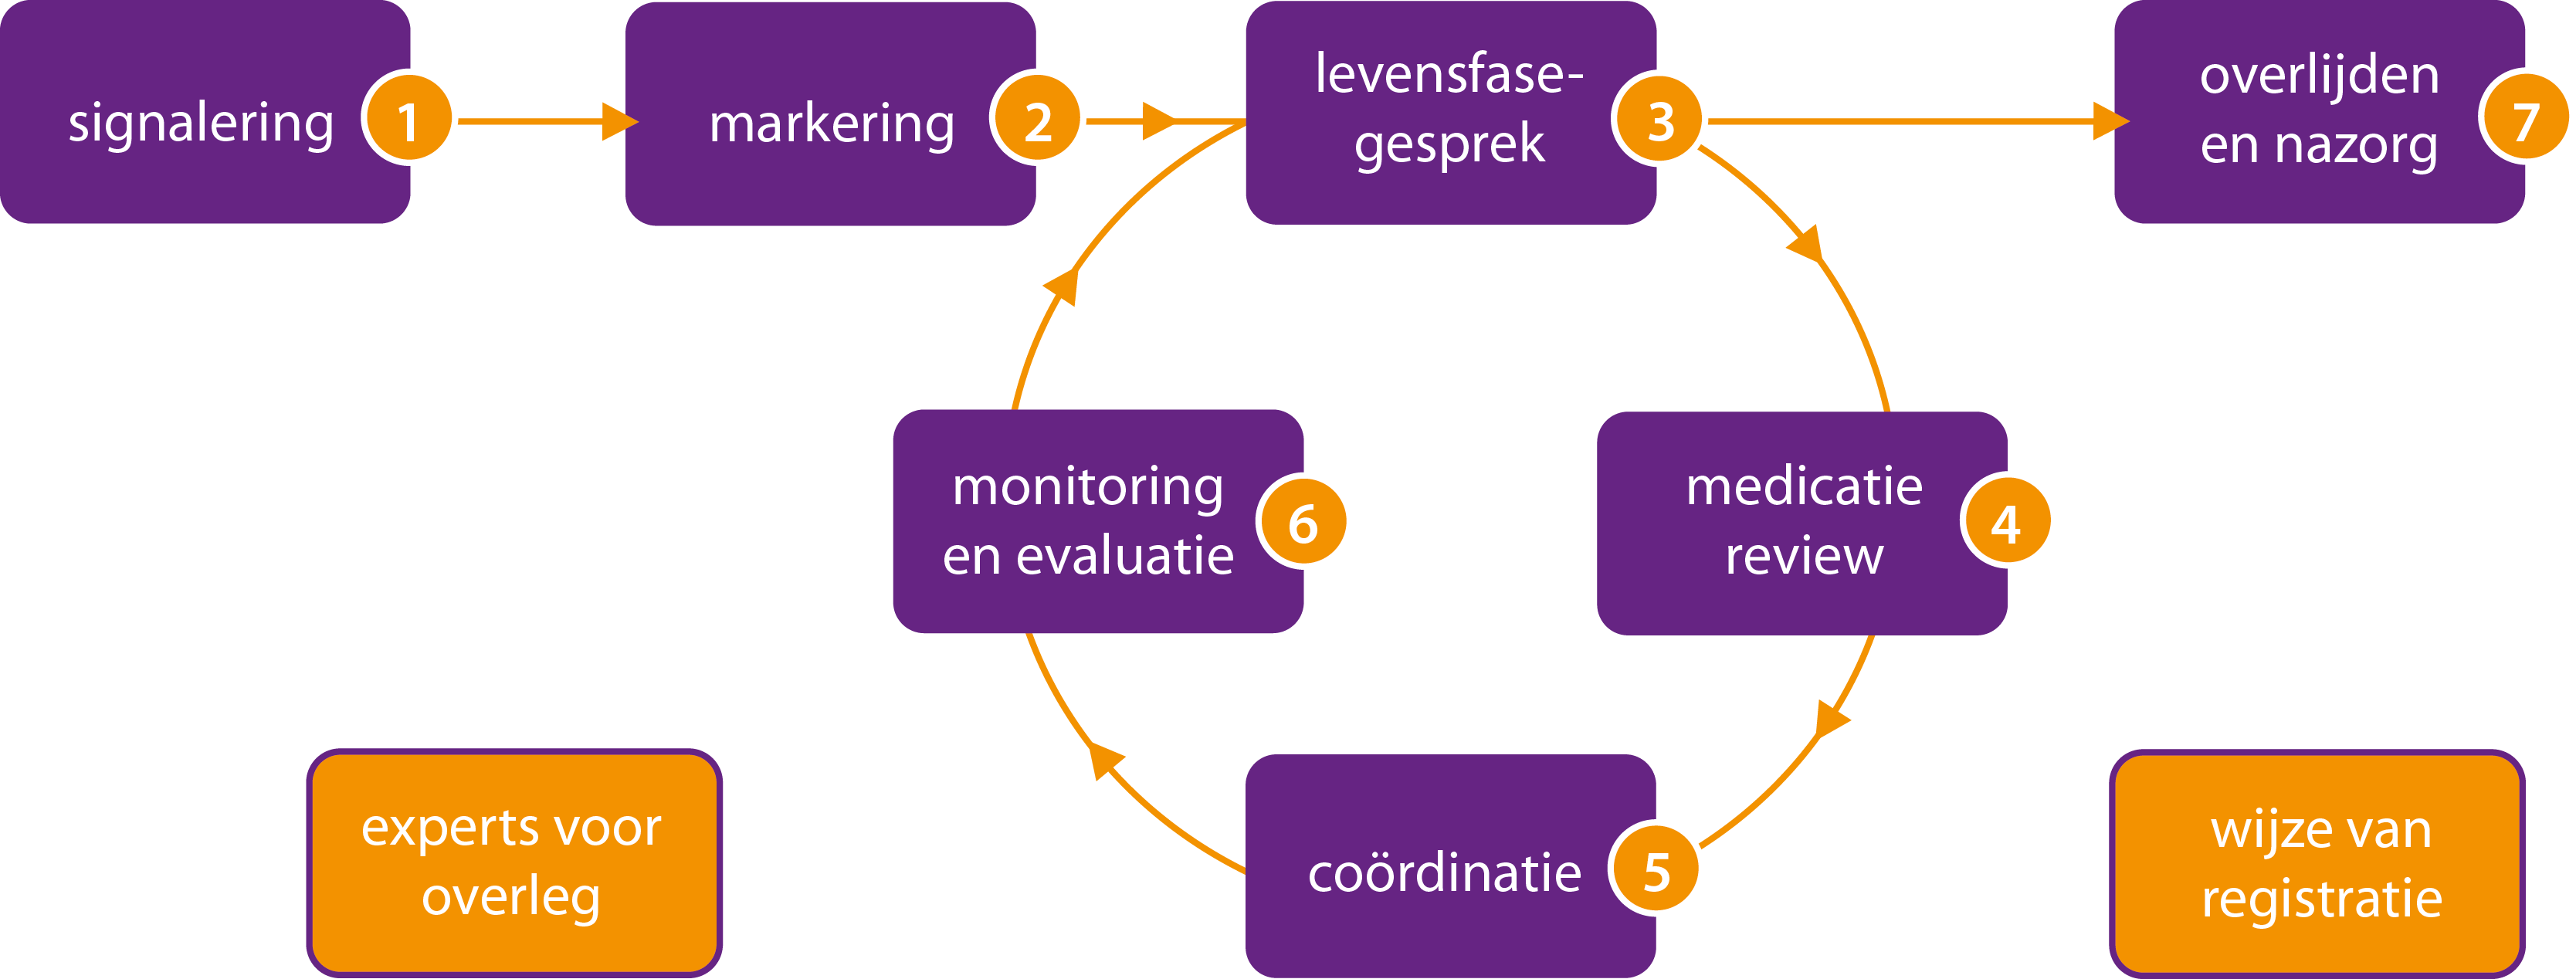 signalering
1
markering
2
levensfase-
gesprek
3
overlijden
en nazorg
7
monitoring
en evaluatie
6
medicatie
review
4
experts voor
overleg
coördinatie
5
wijze van
registratie